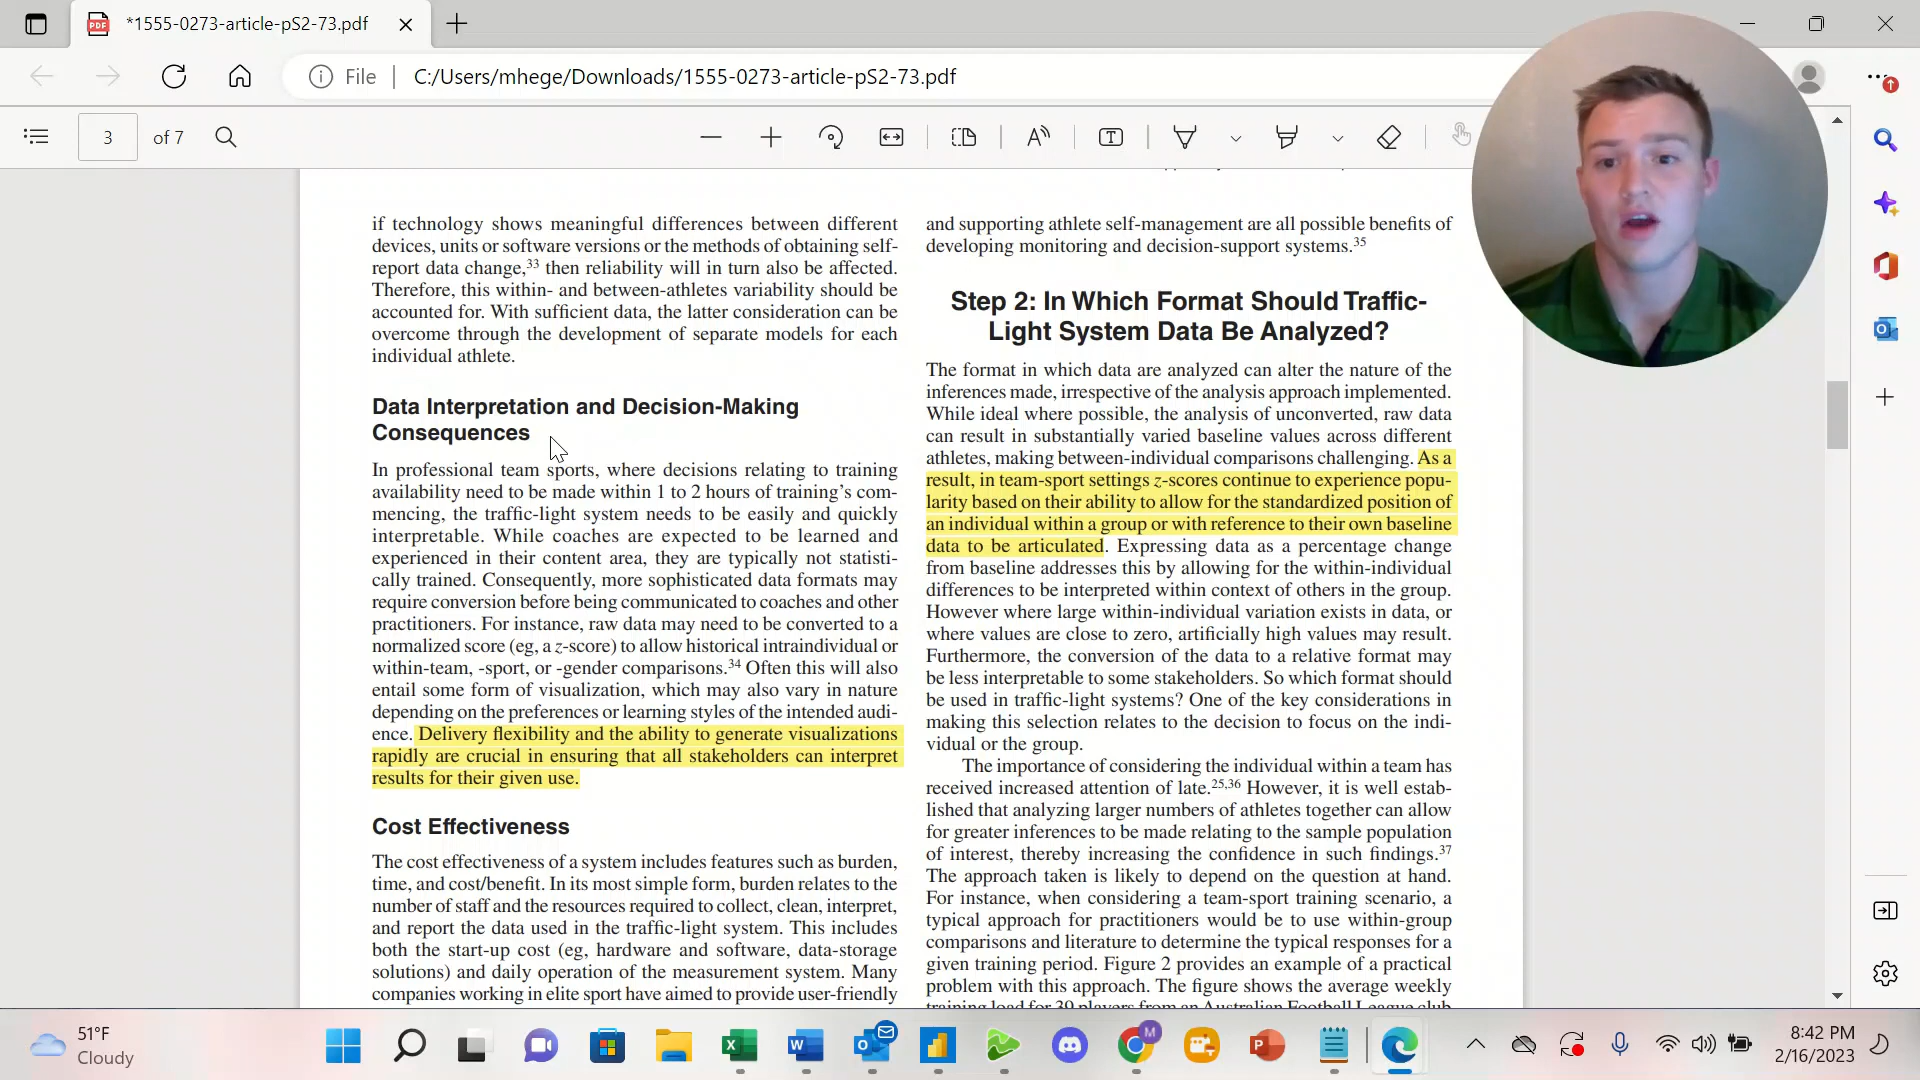 *1555-0273-article-pS2-73.pdf
File
C:/Users/mhege/Downloads/1555-0273-article-pS2-73.pdf
3
of 7
if technology shows meaningful differences between different
devices, units or software versions or the methods of obtaining self-
report data change,³³ then reliability will in turn also be affected.
Therefore, this within- and between-athletes variability should be
accounted for. With sufficient data, the latter consideration can be
overcome through the development of separate models for each
individual athlete.
Data Interpretation and Decision-Making
Consequences
In professional team sports, where decisions relating to training
availability need to be made within 1 to 2 hours of training's com-
mencing, the traffic-light system needs to be easily and quickly
interpretable. While coaches are expected to be learned and
experienced in their content area, they are typically not statisti-
cally trained. Consequently, more sophisticated data formats may
require conversion before being communicated to coaches and other
practitioners. For instance, raw data may need to be converted to a
normalized score (eg, a z-score) to allow historical intraindividual or
within-team, -sport, or -gender comparisons.³⁴ Often this will also
entail some form of visualization, which may also vary in nature
depending on the preferences or learning styles of the intended audi-
ence. Delivery flexibility and the ability to generate visualizations
rapidly are crucial in ensuring that all stakeholders can interpret
results for their given use.
Cost Effectiveness
The cost effectiveness of a system includes features such as burden,
time, and cost/benefit. In its most simple form, burden relates to the
number of staff and the resources required to collect, clean, interpret,
and report the data used in the traffic-light system. This includes
both the start-up cost (eg, hardware and software, data-storage
solutions) and daily operation of the measurement system. Many
companies working in elite sport have aimed to provide user-friendly
and supporting athlete self-management are all possible benefits of
developing monitoring and decision-support systems.³⁵
Step 2: In Which Format Should Traffic-
Light System Data Be Analyzed?
The format in which data are analyzed can alter the nature of the
inferences made, irrespective of the analysis approach implemented.
While ideal where possible, the analysis of unconverted, raw data
can result in substantially varied baseline values across different
athletes, making between-individual comparisons challenging. As a
result, in team-sport settings z-scores continue to experience popu-
larity based on their ability to allow for the standardized position of
an individual within a group or with reference to their own baseline
data to be articulated. Expressing data as a percentage change
from baseline addresses this by allowing for the within-individual
differences to be interpreted within context of others in the group.
However where large within-individual variation exists in data, or
where values are close to zero, artificially high values may result.
Furthermore, the conversion of the data to a relative format may
be less interpretable to some stakeholders. So which format should
be used in traffic-light systems? One of the key considerations in
making this selection relates to the decision to focus on the indi-
vidual or the group.
The importance of considering the individual within a team has
received increased attention of late.²⁵,³⁶ However, it is well estab-
lished that analyzing larger numbers of athletes together can allow
for greater inferences to be made relating to the sample population
of interest, thereby increasing the confidence in such findings.³⁷
The approach taken is likely to depend on the question at hand.
For instance, when considering a team-sport training scenario, a
typical approach for practitioners would be to use within-group
comparisons and literature to determine the typical responses for a
given training period. Figure 2 provides an example of a practical
problem with this approach. The figure shows the average weekly
training load for 39 players from an Australian Football League club
51°F
Cloudy
8:42 PM
2/16/2023